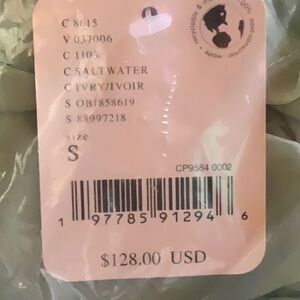 C 8615
V 037006
C 1103
C SALTWATER
C IVRY/IVOIR
S OB1858619
S 88997218
SIZE
S
CP9584 0002
1 97785 91294 6
$128.00 USD